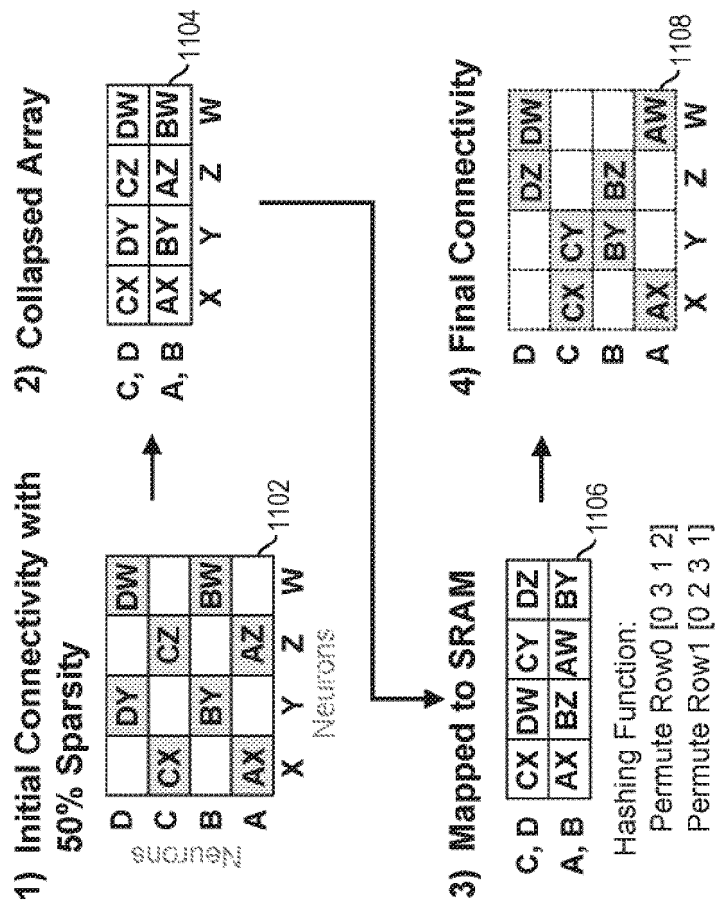 1) Initial Connectivity with
50% Sparsity
D DY DW
C CX CZ
B BY BW
A AX AZ
X Y Z W
Neurons
Neurons
1102
2) Collapsed Array
C, D CX DY CZ DW
A, B AX BY AZ BW
X Y Z W
1104
3) Mapped to SRAM
C, D CX DW CY DZ
A, B AX BZ AW BY
1106
Hashing Function:
Permute Row0 [0 3 1 2]
Permute Row1 [0 2 3 1]
4) Final Connectivity
D DZ DW
C CX CY
B BY BZ
A AX AW
X Y Z W
1108